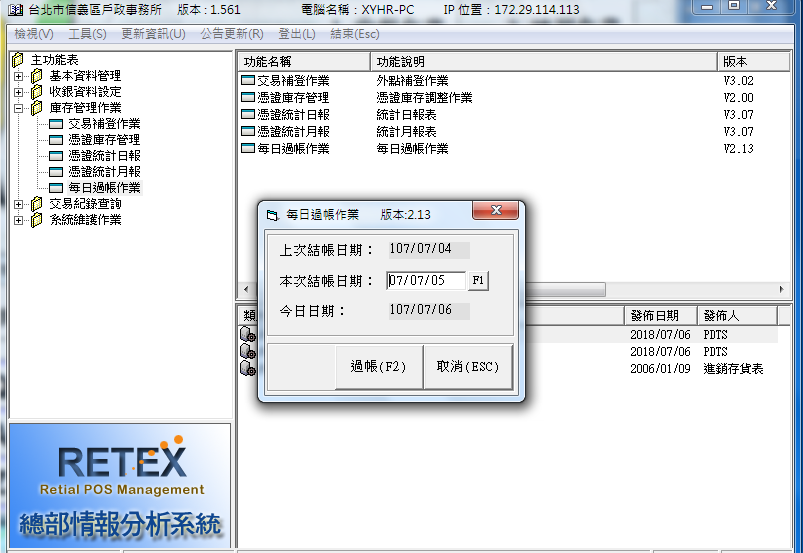 台北市信義區戶政事務所 版本 : 1.561 電腦名稱 : XYHR-PC IP 位置 : 172.29.114.113
檢視(V) 工具(S) 更新資訊(U) 公告更新(R) 登出(L) 結束(Esc)
主功能表
基本資料管理
收銀資料設定
庫存管理作業
交易補登作業
憑證庫存管理
憑證統計日報
憑證統計月報
每日過帳作業
交易紀錄查詢
系統維護作業
功能名稱 功能說明 版本
交易補登作業 外點補登作業 V3.02
憑證庫存管理 憑證庫存調整作業 V2.00
憑證統計日報 統計日報表 V3.07
憑證統計月報 統計月報表 V3.07
每日過帳作業 每日過帳作業 V2.13
每日過帳作業 版本:2.13
上次結帳日期： 107/07/04
本次結帳日期： 07/07/05 F1
今日日期： 107/07/06
過帳(F2) 取消(ESC)
類 發佈日期 發佈人
2018/07/06 PDTS
2018/07/06 PDTS
2006/01/09 進銷存貨表
RETEX
Retial POS Management
總部情報分析系統